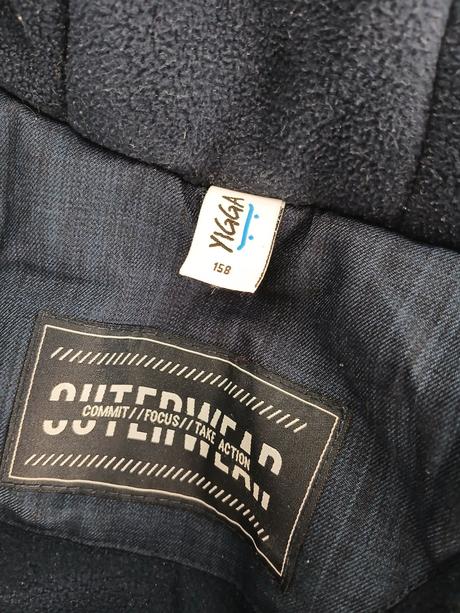 YIGGA
158
OUTERWEAR
COMMIT//FOCUS//TAKE ACTION